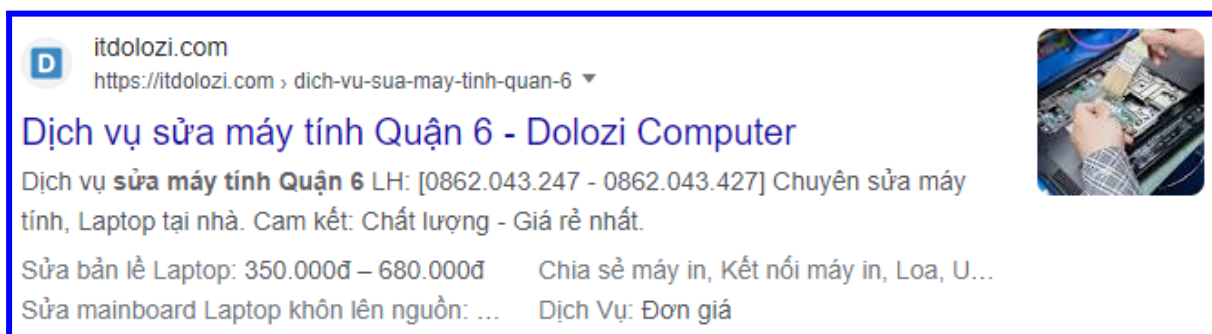 D
itdolozi.com
https://itdolozi.com › dich-vu-sua-may-tinh-quan-6
Dịch vụ sửa máy tính Quận 6 - Dolozi Computer
Dịch vụ sửa máy tính Quận 6 LH: [0862.043.247 - 0862.043.427] Chuyên sửa máy
tính, Laptop tại nhà. Cam kết: Chất lượng - Giá rẻ nhất.
Sửa bản lề Laptop: 350.000đ – 680.000đ Chia sẻ máy in, Kết nối máy in, Loa, U...
Sửa mainboard Laptop khôn lên nguồn: ... Dịch Vụ: Đơn giá